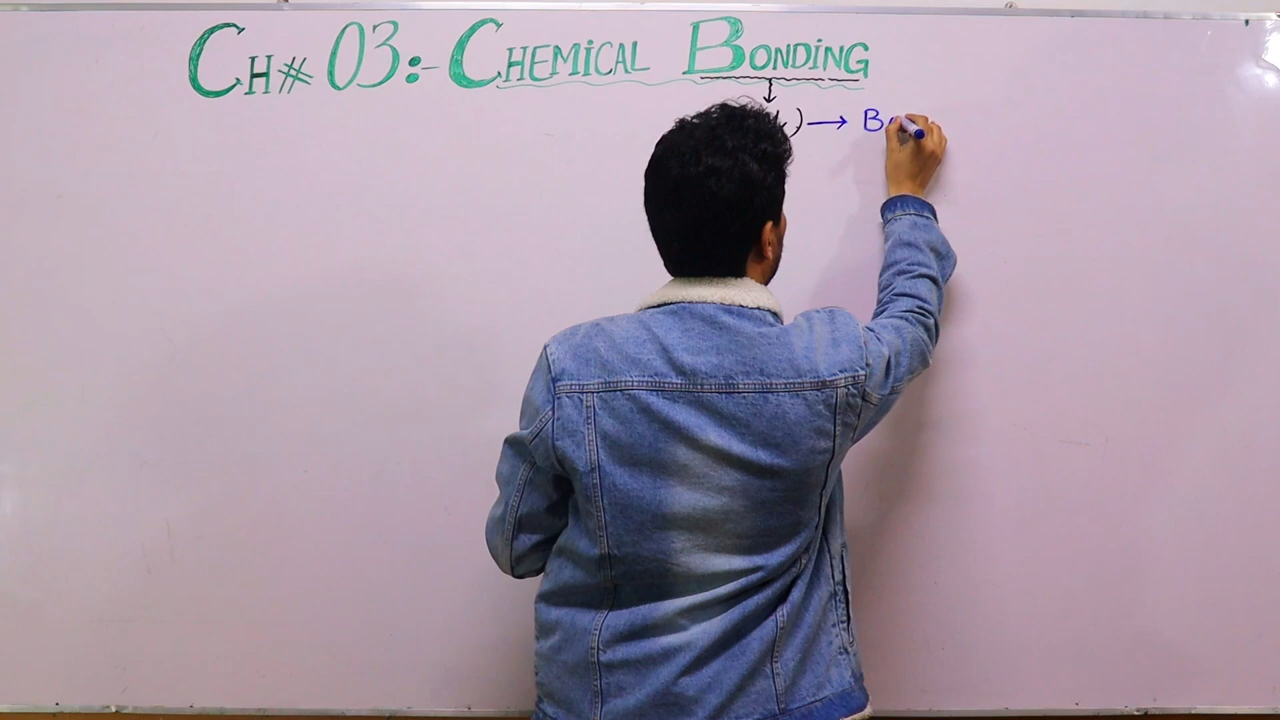 CH# 03:- CHEMICAL BONDING
) → B